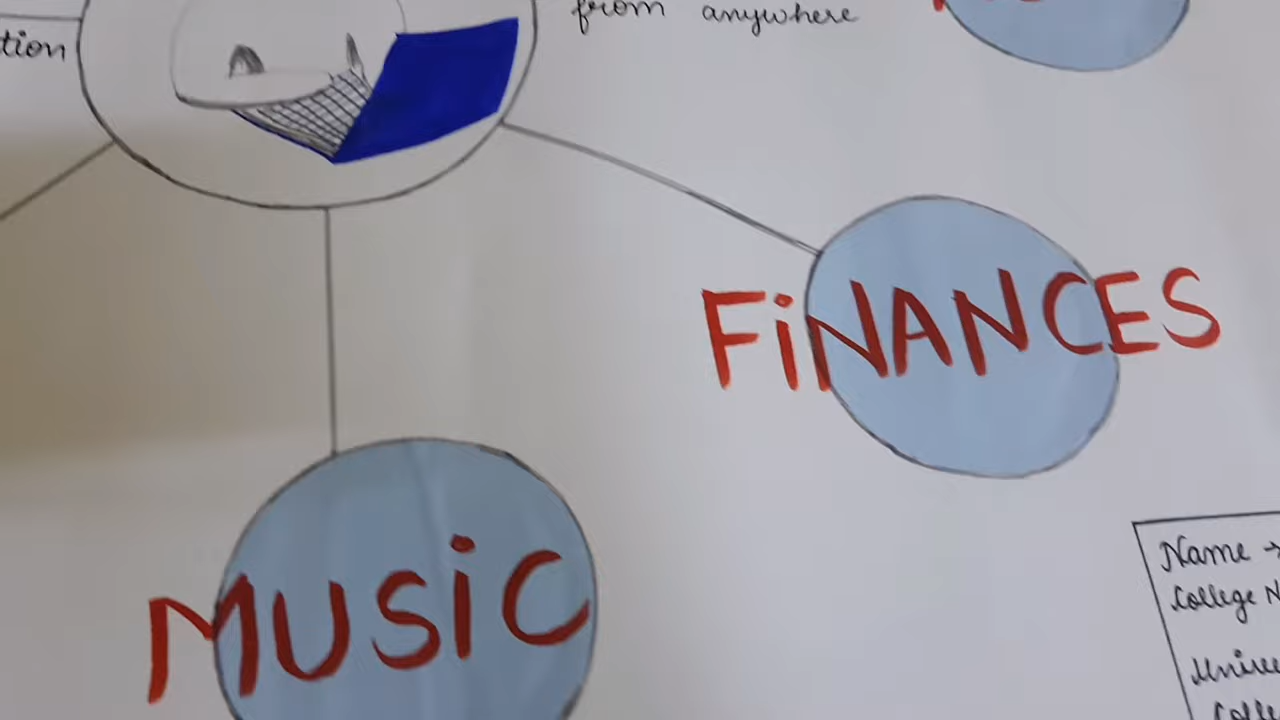 from anywhere
tion
FiNANCES
MUSiC
Name →
College N